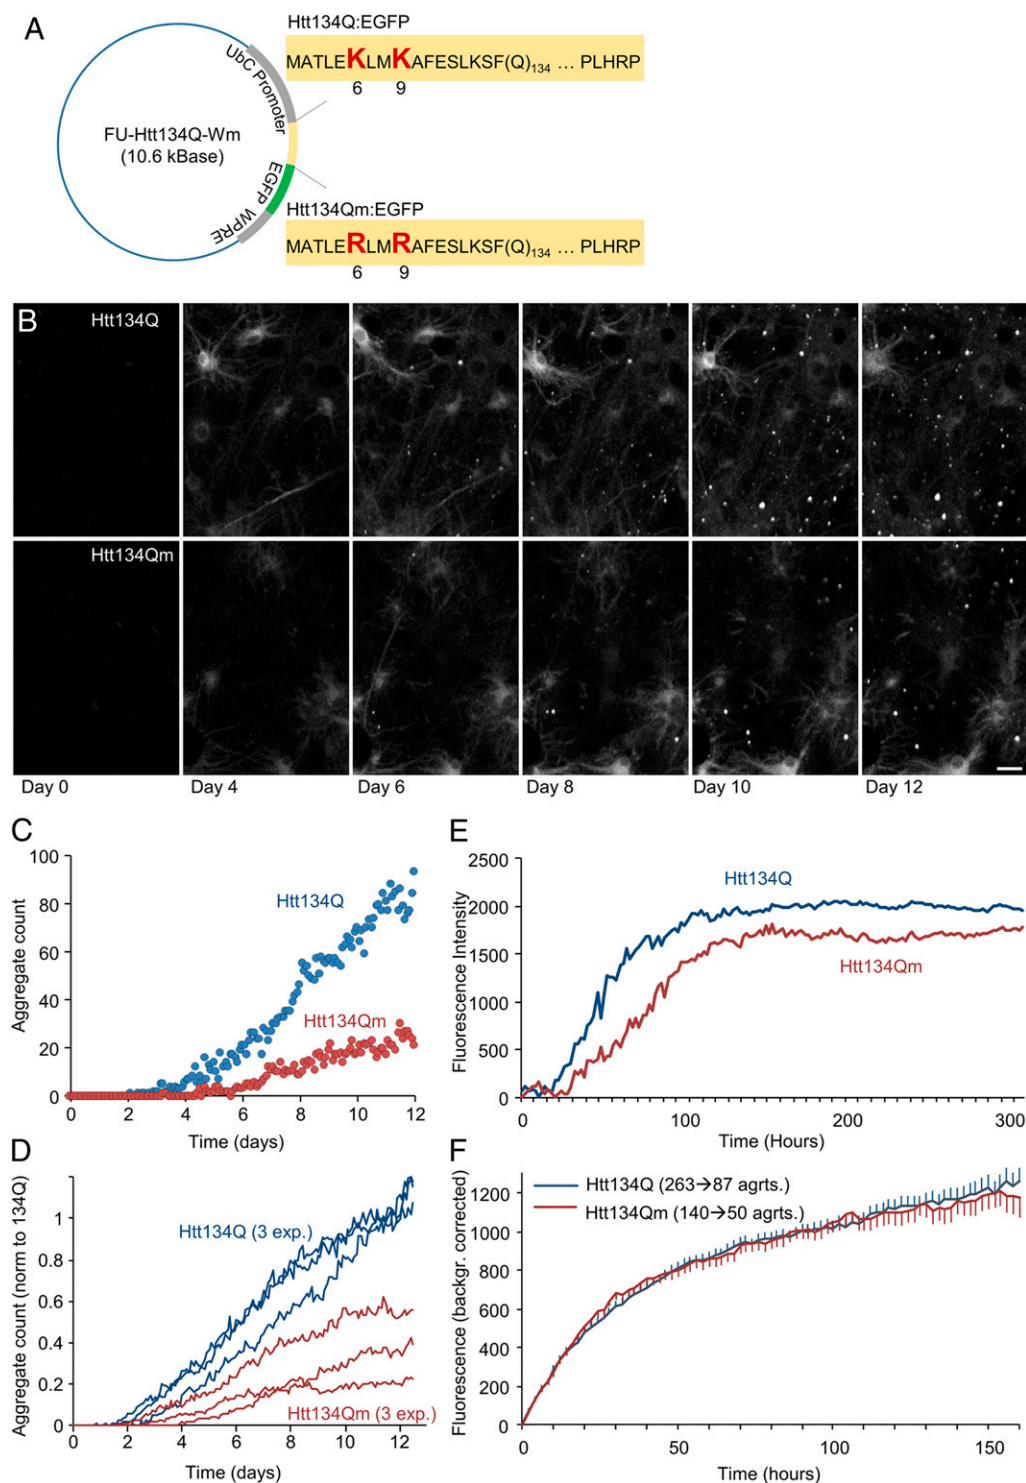 A
Htt134Q:EGFP
MATLEKLMKAFESLKSF(Q)134 ... PLHRP
6 9
UbC Promoter
FU-Htt134Q-Wm
(10.6 kBase)
EGFP
WPRE
Htt134Qm:EGFP
MATLERLMRAFESLKSF(Q)134 ... PLHRP
6 9
B
Htt134Q
Htt134Qm
Day 0 Day 4 Day 6 Day 8 Day 10 Day 12
C
Aggregate count
100
80
60
40
20
0
Htt134Q
Htt134Qm
0 2 4 6 8 10 12
Time (days)
E
Fluorescence Intensity
2500
2000
1500
1000
500
0
Htt134Q
Htt134Qm
0 100 200 300
Time (Hours)
D
Aggregate count (norm to 134Q)
1
0.8
0.6
0.4
0.2
0
Htt134Q (3 exp.)
Htt134Qm (3 exp.)
0 2 4 6 8 10 12
Time (days)
F
Fluorescence (backgr. corrected)
1200
1000
800
600
400
200
0
Htt134Q (263→87 agrts.)
Htt134Qm (140→50 agrts.)
50 100 150
Time (hours)